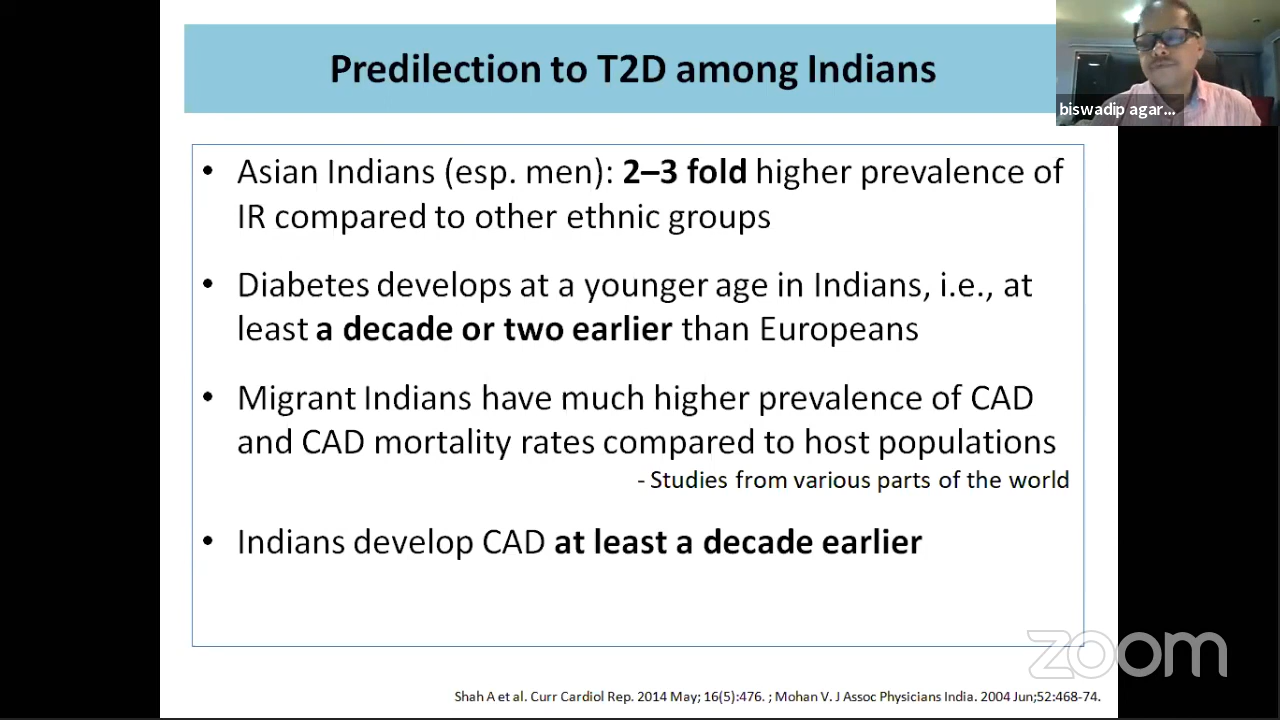 Predilection to T2D among Indians
biswadip agar...
• Asian Indians (esp. men): 2–3 fold higher prevalence of
IR compared to other ethnic groups
• Diabetes develops at a younger age in Indians, i.e., at
least a decade or two earlier than Europeans
• Migrant Indians have much higher prevalence of CAD
and CAD mortality rates compared to host populations
- Studies from various parts of the world
• Indians develop CAD at least a decade earlier
zoom
Shah A et al. Curr Cardiol Rep. 2014 May; 16(5):476. ; Mohan V. J Assoc Physicians India. 2004 Jun;52:468-74.